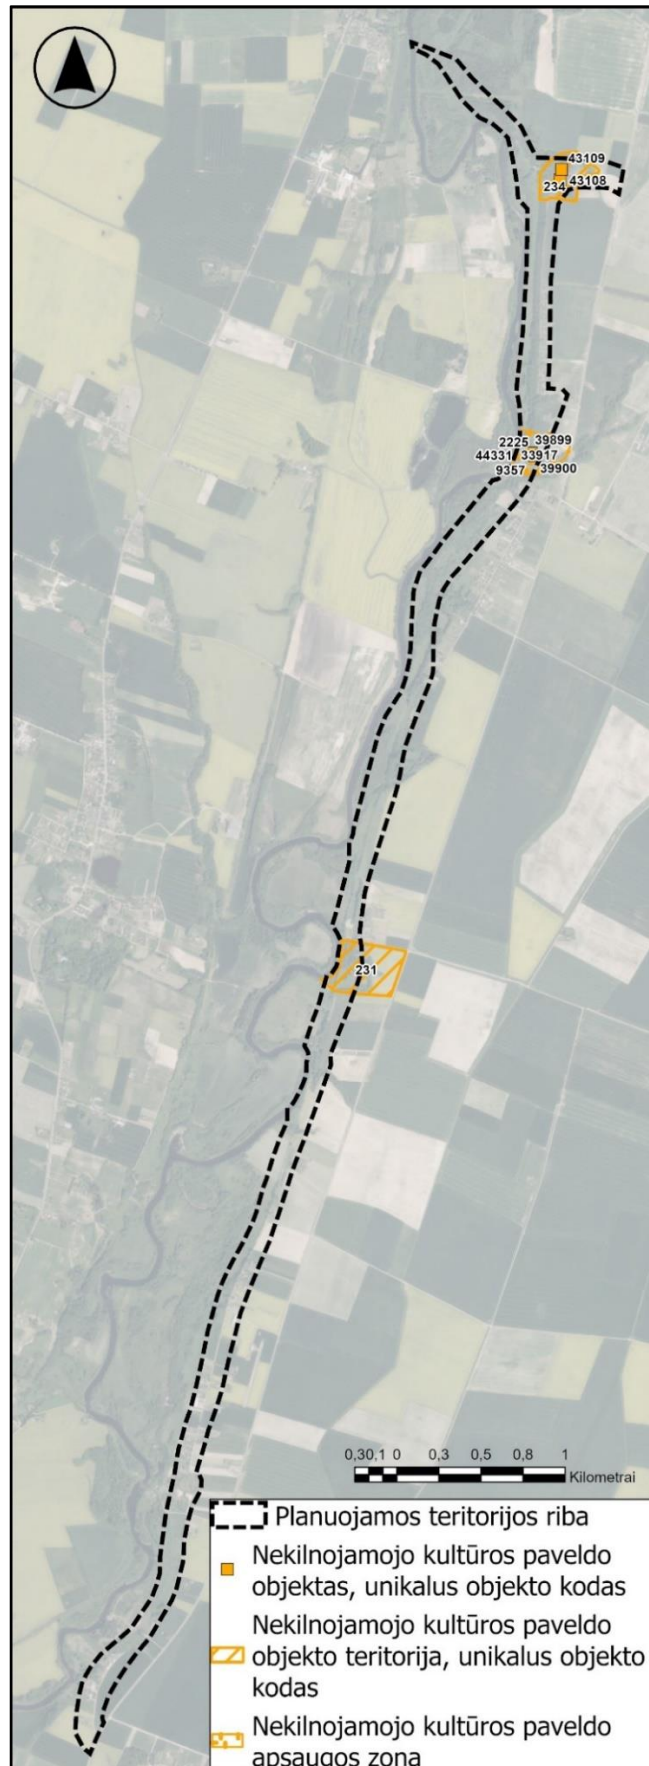 43109
43108
234
2225 39899
44331 33917
9357 39900
231
0,30,1 0 0,3 0,5 0,8 1
Kilometrai
Planuojamos teritorijos riba
Nekilnojamojo kultūros paveldo
objektas, unikalus objekto kodas
Nekilnojamojo kultūros paveldo
objekto teritorija, unikalus objekto
kodas
Nekilnojamojo kultūros paveldo
apsaugos zona